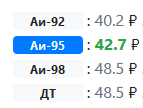 Аи-92 : 40.2 ₽
Аи-95 : 42.7 ₽
Аи-98 : 48.5 ₽
ДТ : 48.5 ₽